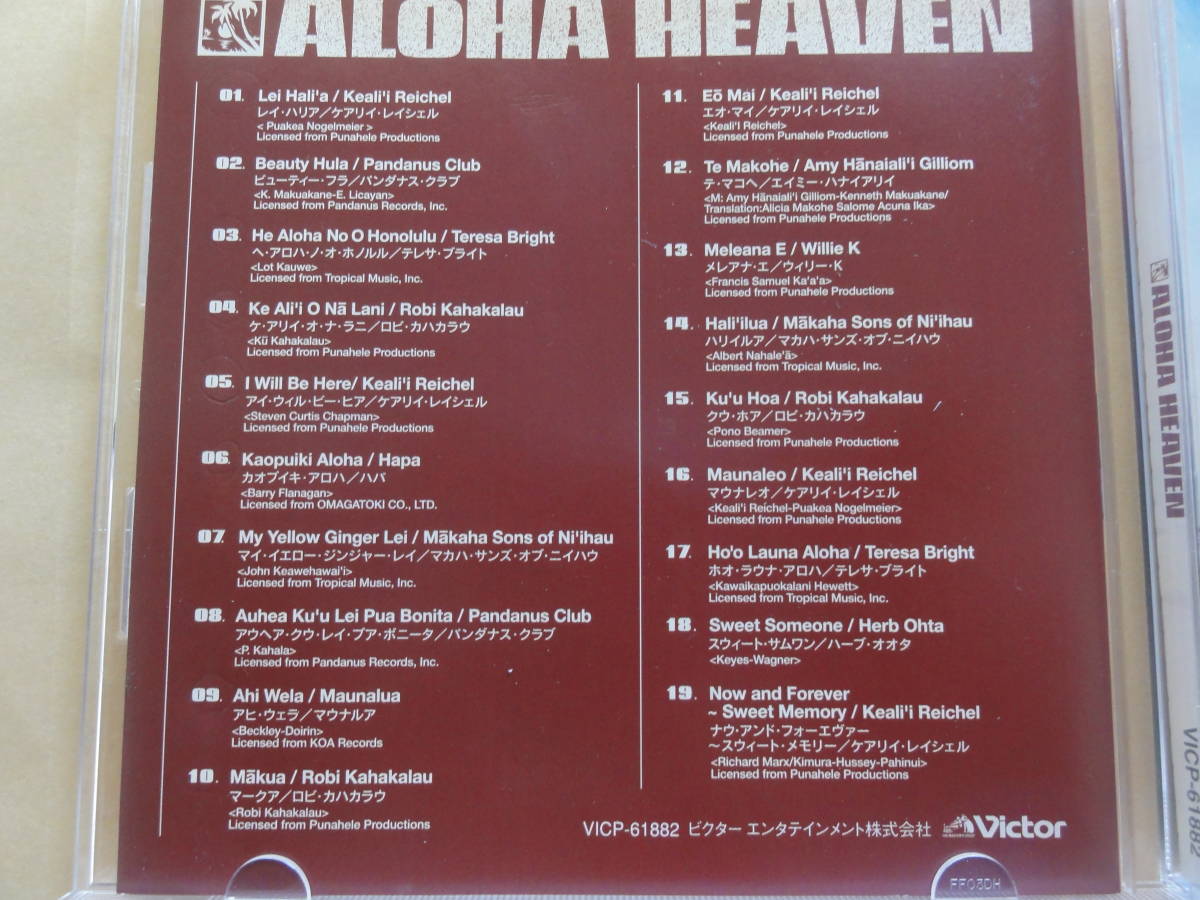 ALOHA HEAVEN
01. Lei Hali'a / Keali'i Reichel
レイ・ハリア／ケアリイ・レイシェル
< Puakea Nogelmeier >
Licensed from Punahele Productions
02. Beauty Hula / Pandanus Club
ビューティー・フラ／パンダナス・クラブ
<K. Makuakane-E. Licayan>
Licensed from Pandanus Records, Inc.
03. He Aloha No O Honolulu / Teresa Bright
ヘ・アロハ・ノ・オ・ホノルル／テレサ・ブライト
<Lot Kauwe>
Licensed from Tropical Music, Inc.
04. Ke Ali'i O Nā Lani / Robi Kahakalau
ケ・アリイ・オ・ナ・ラニ／ロビ・カハカラウ
<Kū Kahakalau>
Licensed from Punahele Productions
05. I Will Be Here/ Keali'i Reichel
アイ・ウィル・ビー・ヒア／ケアリイ・レイシェル
<Steven Curtis Chapman>
Licensed from Punahele Productions
06. Kaopuiki Aloha / Hapa
カオプイキ・アロハ／ハパ
<Barry Flanagan>
Licensed from OMAGATOKI CO., LTD.
07. My Yellow Ginger Lei / Mākaha Sons of Ni'ihau
マイ・イエロー・ジンジャー・レイ／マカハ・サンズ・オブ・ニイハウ
<John Keawehawai'i>
Licensed from Tropical Music, Inc.
08. Auhea Ku'u Lei Pua Bonita / Pandanus Club
アウヘア・クウ・レイ・プア・ボニータ／パンダナス・クラブ
<P. Kahala>
Licensed from Pandanus Records, Inc.
09. Ahi Wela / Maunalua
アヒ・ウェラ／マウナルア
<Beckley-Doirin>
Licensed from KOA Records
10. Mākua / Robi Kahakalau
マークア／ロビ・カハカラウ
<Robi Kahakalau>
Licensed from Punahele Productions
11. Eō Mai / Keali'i Reichel
エオ・マイ／ケアリイ・レイシェル
<Keali'I Reichel>
Licensed from Punahele Productions
12. Te Makohe / Amy Hānaiali'i Gilliom
テ・マコヘ／エイミー・ハナイアリイ
<M: Amy Hānaiali'i Gilliom-Kenneth Makuakane/
Translation:Alicia Makohe Salome Acuna Ika>
Licensed from Punahele Productions
13. Meleana E / Willie K
メレアナ・エ／ウィリー・K
<Francis Samuel Ka'a'a>
Licensed from Punahele Productions
14. Hali'ilua / Mākaha Sons of Ni'ihau
ハリイルア／マカハ・サンズ・オブ・ニイハウ
<Albert Nahale'ā>
Licensed from Tropical Music, Inc.
15. Ku'u Hoa / Robi Kahakalau
クウ・ホア／ロビ・カハカラウ
<Pono Beamer>
Licensed from Punahele Productions
16. Maunaleo / Keali'i Reichel
マウナレオ／ケアリイ・レイシェル
<Keali'i Reichel-Puakea Nogelmeier>
Licensed from Punahele Productions
17. Ho'o Launa Aloha / Teresa Bright
ホオ・ラウナ・アロハ／テレサ・ブライト
<Kawaikapuokalani Hewett>
Licensed from Tropical Music, Inc.
18. Sweet Someone / Herb Ohta
スウィート・サムワン／ハーブ・オオタ
<Keyes-Wagner>
19. Now and Forever
~ Sweet Memory / Keali'i Reichel
ナウ・アンド・フォーエヴァー
～スウィート・メモリー／ケアリイ・レイシェル
<Richard Marx/Kimura-Hussey-Pahinui>
Licensed from Punahele Productions
VICP-61882 ビクター エンタテインメント株式会社 Victor
ALOHA HEAVEN
VICP-61882
FF03DH